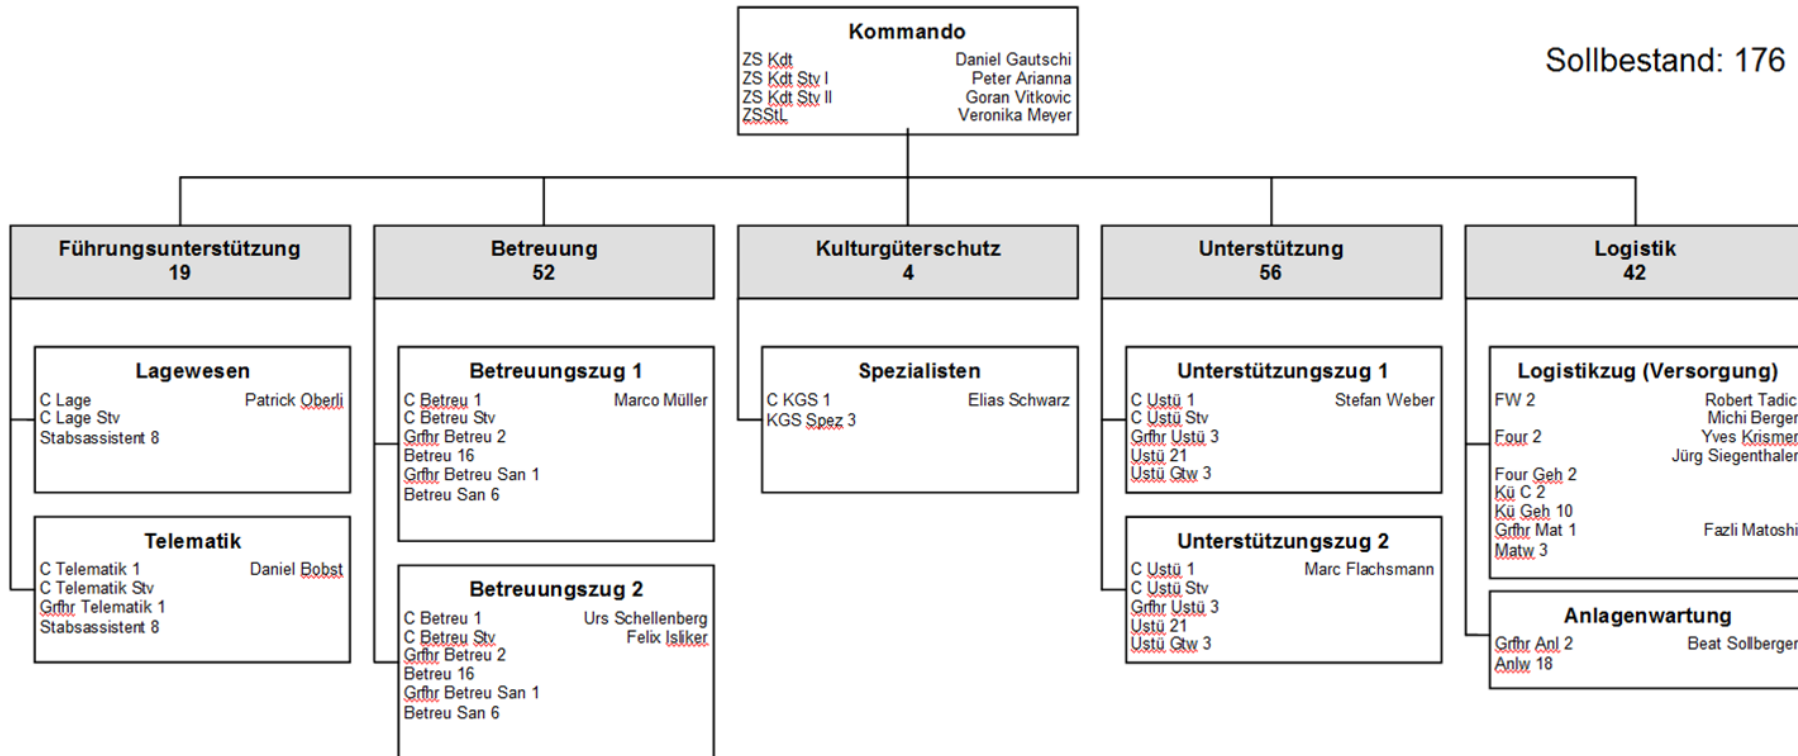 Kommando
ZS Kdt Daniel Gautschi
ZS Kdt Stv I Peter Arianna
ZS Kdt Stv II Goran Vitkovic
ZSStL Veronika Meyer
Sollbestand: 176
Führungsunterstützung
19
Lagewesen
C Lage Patrick Oberli
C Lage Stv
Stabsassistent 8
Telematik
C Telematik 1 Daniel Bobst
C Telematik Stv
Grfhr Telematik 1
Stabsassistent 8
Betreuung
52
Betreuungszug 1
C Betreu 1 Marco Müller
C Betreu Stv
Grfhr Betreu 2
Betreu 16
Grfhr Betreu San 1
Betreu San 6
Betreuungszug 2
C Betreu 1 Urs Schellenberg
C Betreu Stv Felix Isliker
Grfhr Betreu 2
Betreu 16
Grfhr Betreu San 1
Betreu San 6
Kulturgüterschutz
4
Spezialisten
C KGS 1 Elias Schwarz
KGS Spez 3
Unterstützung
56
Unterstützungszug 1
C Ustü 1 Stefan Weber
C Ustü Stv
Grfhr Ustü 3
Ustü 21
Ustü Gtw 3
Unterstützungszug 2
C Ustü 1 Marc Flachsmann
C Ustü Stv
Grfhr Ustü 3
Ustü 21
Ustü Gtw 3
Logistik
42
Logistikzug (Versorgung)
FW 2 Robert Tadic
Michi Berger
Four 2 Yves Krismer
Jürg Siegenthaler
Four Geh 2
Kü C 2
Kü Geh 10
Grfhr Mat 1 Fazli Matoshi
Matw 3
Anlagenwartung
Grfhr Anl 2 Beat Sollberger
Anlw 18